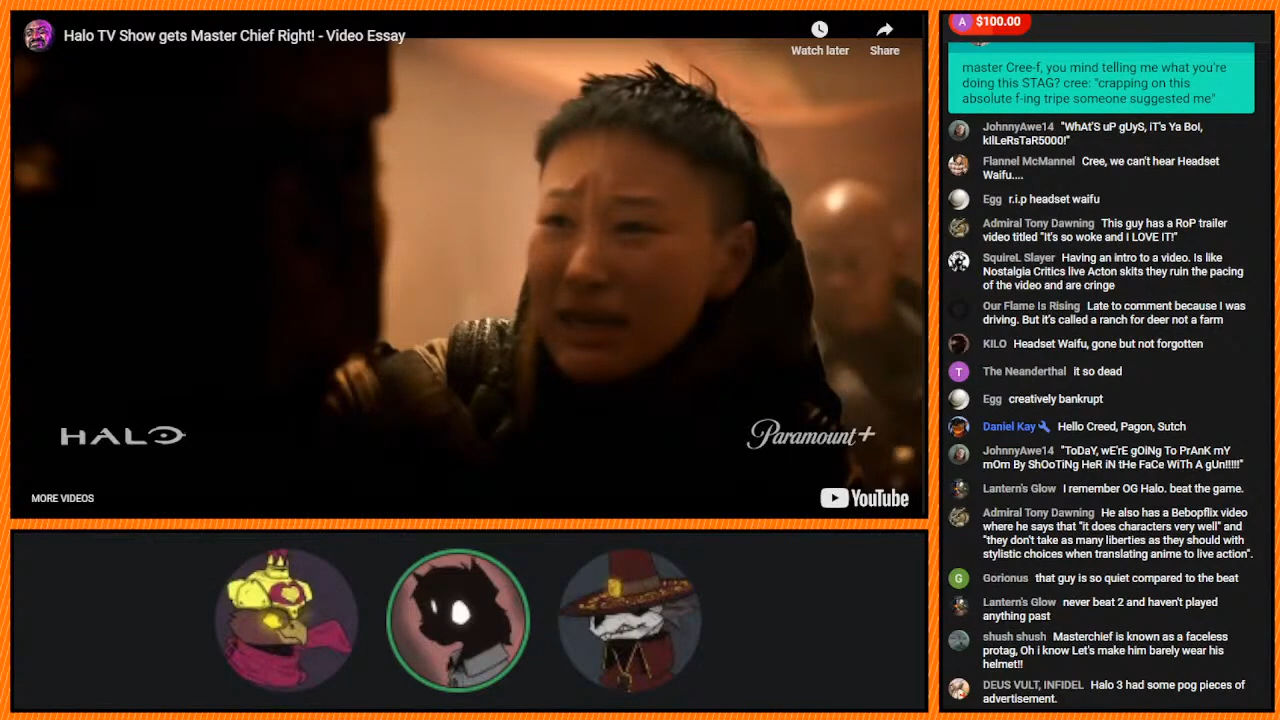 Halo TV Show gets Master Chief Right! - Video Essay
Watch later
Share
HALO
Paramount+
MORE VIDEOS
YouTube
A $100.00
master Cree-f, you mind telling me what you're
doing this STAG? cree: "crapping on this
absolute f-ing tripe someone suggested me"
JohnnyAwe14 "WhAt'S uP gUyS, iT's Ya BoI,
kIlLeRsTaR5000!"
Flannel McMannel Cree, we can't hear Headset
Waifu....
Egg r.i.p headset waifu
Admiral Tony Dawning This guy has a RoP trailer
video titled "It's so woke and I LOVE IT!"
SquireL Slayer Having an intro to a video. Is like
Nostalgia Critics live Acton skits they ruin the pacing
of the video and are cringe
Our Flame Is Rising Late to comment because I was
driving. But it's called a ranch for deer not a farm
KILO Headset Waifu, gone but not forgotten
T The Neanderthal it so dead
Egg creatively bankrupt
Daniel Kay Hello Creed, Pagon, Sutch
JohnnyAwe14 "ToDaY, wE'rE gOiNg To PrAnK mY
mOm By ShOoTiNg HeR iN tHe FaCe WiTh A gUn!!!!!"
Lantern's Glow I remember OG Halo. beat the game.
Admiral Tony Dawning He also has a Bebopflix video
where he says that "it does characters very well" and
"they don't take as many liberties as they should with
stylistic choices when translating anime to live action".
G Gorionus that guy is so quiet compared to the beat
Lantern's Glow never beat 2 and haven't played
anything past
shush shush Masterchief is known as a faceless
protag, Oh i know Let's make him barely wear his
helmet!!
DEUS VULT, INFIDEL Halo 3 had some pog pieces of
advertisement.